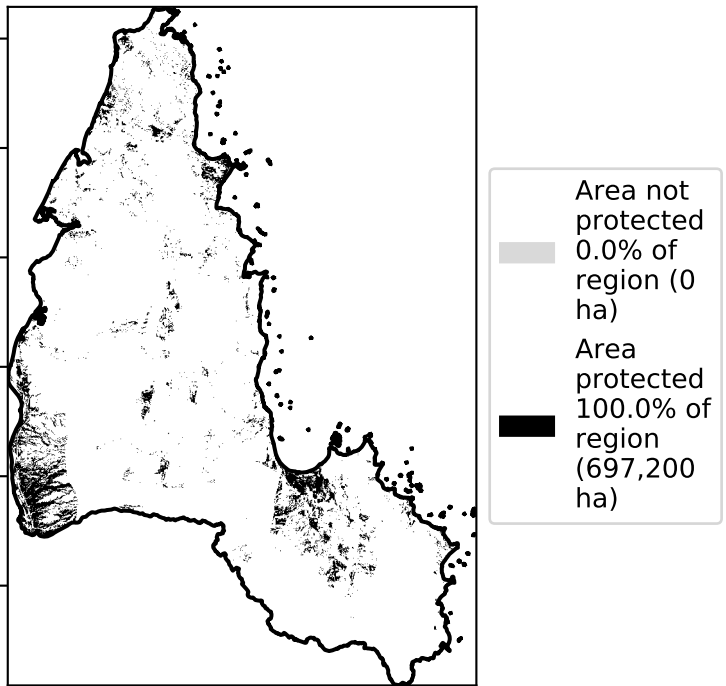 Area not
protected
0.0% of
region (0
ha)
Area
protected
100.0% of
region
(697,200
ha)